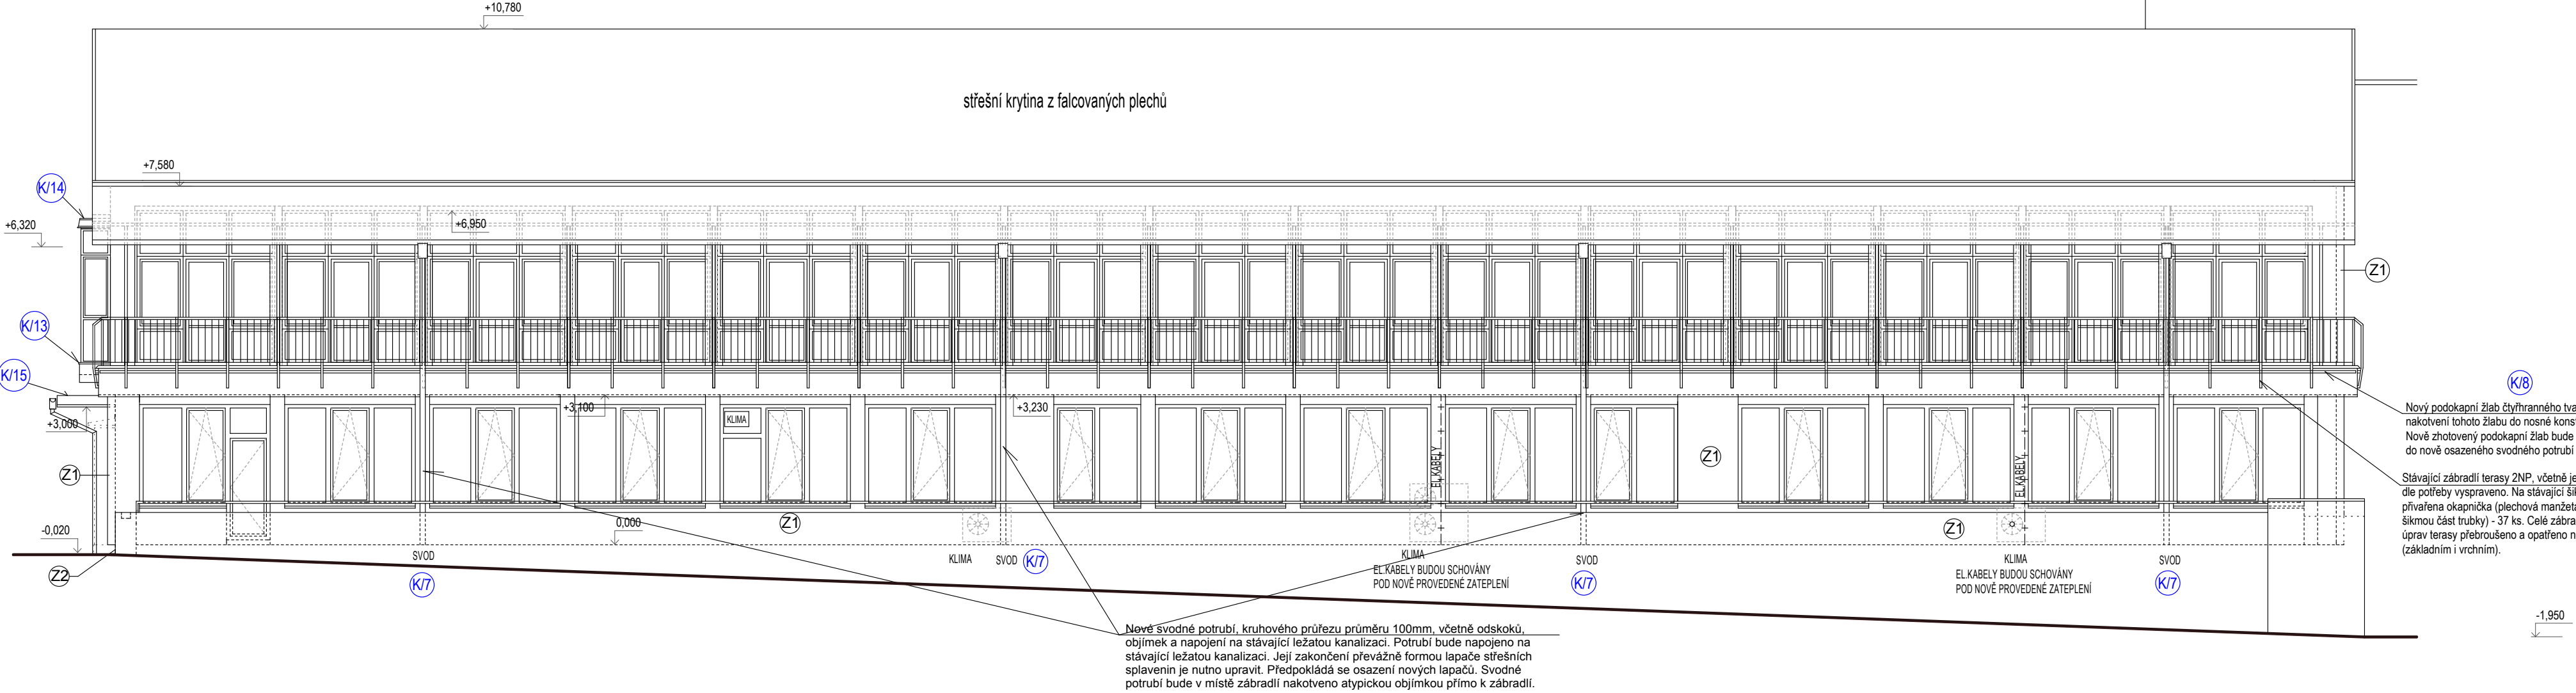 +10,780
střešní krytina z falcovaných plechů
+7,580
K/14
+6,950
+6,320
Z1
K/13
K/15
K/8
+3,100
+3,230
KLIMA
+3,000
Nový podokapní žlab čtyřhranného
nakotvení tohoto žlabu do nosné
Nově zhotovený podokapní žlab bude
do nově osazeného svodného potrubí
Z1
EL.KABELY
Z1
EL.KABELY
Stávající zábradlí terasy 2NP, včetně
dle potřeby vyspraveno. Na stávající
přivařena okapnička (plechová
šikmou část trubky) - 37 ks. Celé
úprav terasy přebroušeno a opatřeno
(základním i vrchním).
-0,020
0,000
Z1
Z1
Z2
SVOD
K/7
KLIMA
SVOD
K/7
KLIMA
EL.KABELY BUDOU SCHOVÁNY
POD NOVĚ PROVEDENÉ ZATEPLENÍ
SVOD
K/7
KLIMA
EL.KABELY BUDOU SCHOVÁNY
POD NOVĚ PROVEDENÉ ZATEPLENÍ
SVOD
K/7
-1,950
Nové svodné potrubí, kruhového průřezu průměru 100mm, včetně odskoků,
objímek a napojení na stávající ležatou kanalizaci. Potrubí bude napojeno na
stávající ležatou kanalizaci. Její zakončení převážně formou lapače střešních
splavenin je nutno upravit. Předpokládá se osazení nových lapačů. Svodné
potrubí bude v místě zábradlí nakotveno atypickou objímkou přímo k zábradlí.